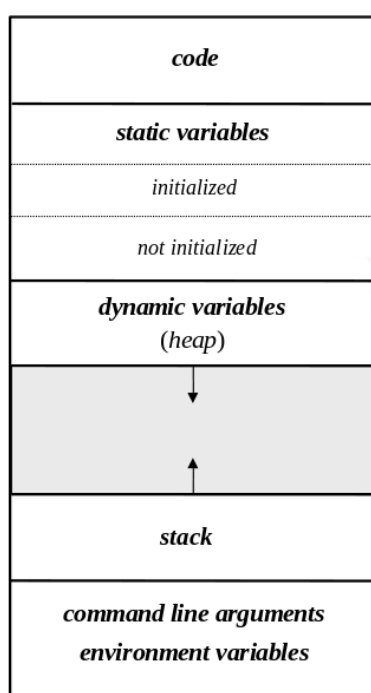 code
static variables
initialized
not initialized
dynamic variables
(heap)
stack
command line arguments
environment variables